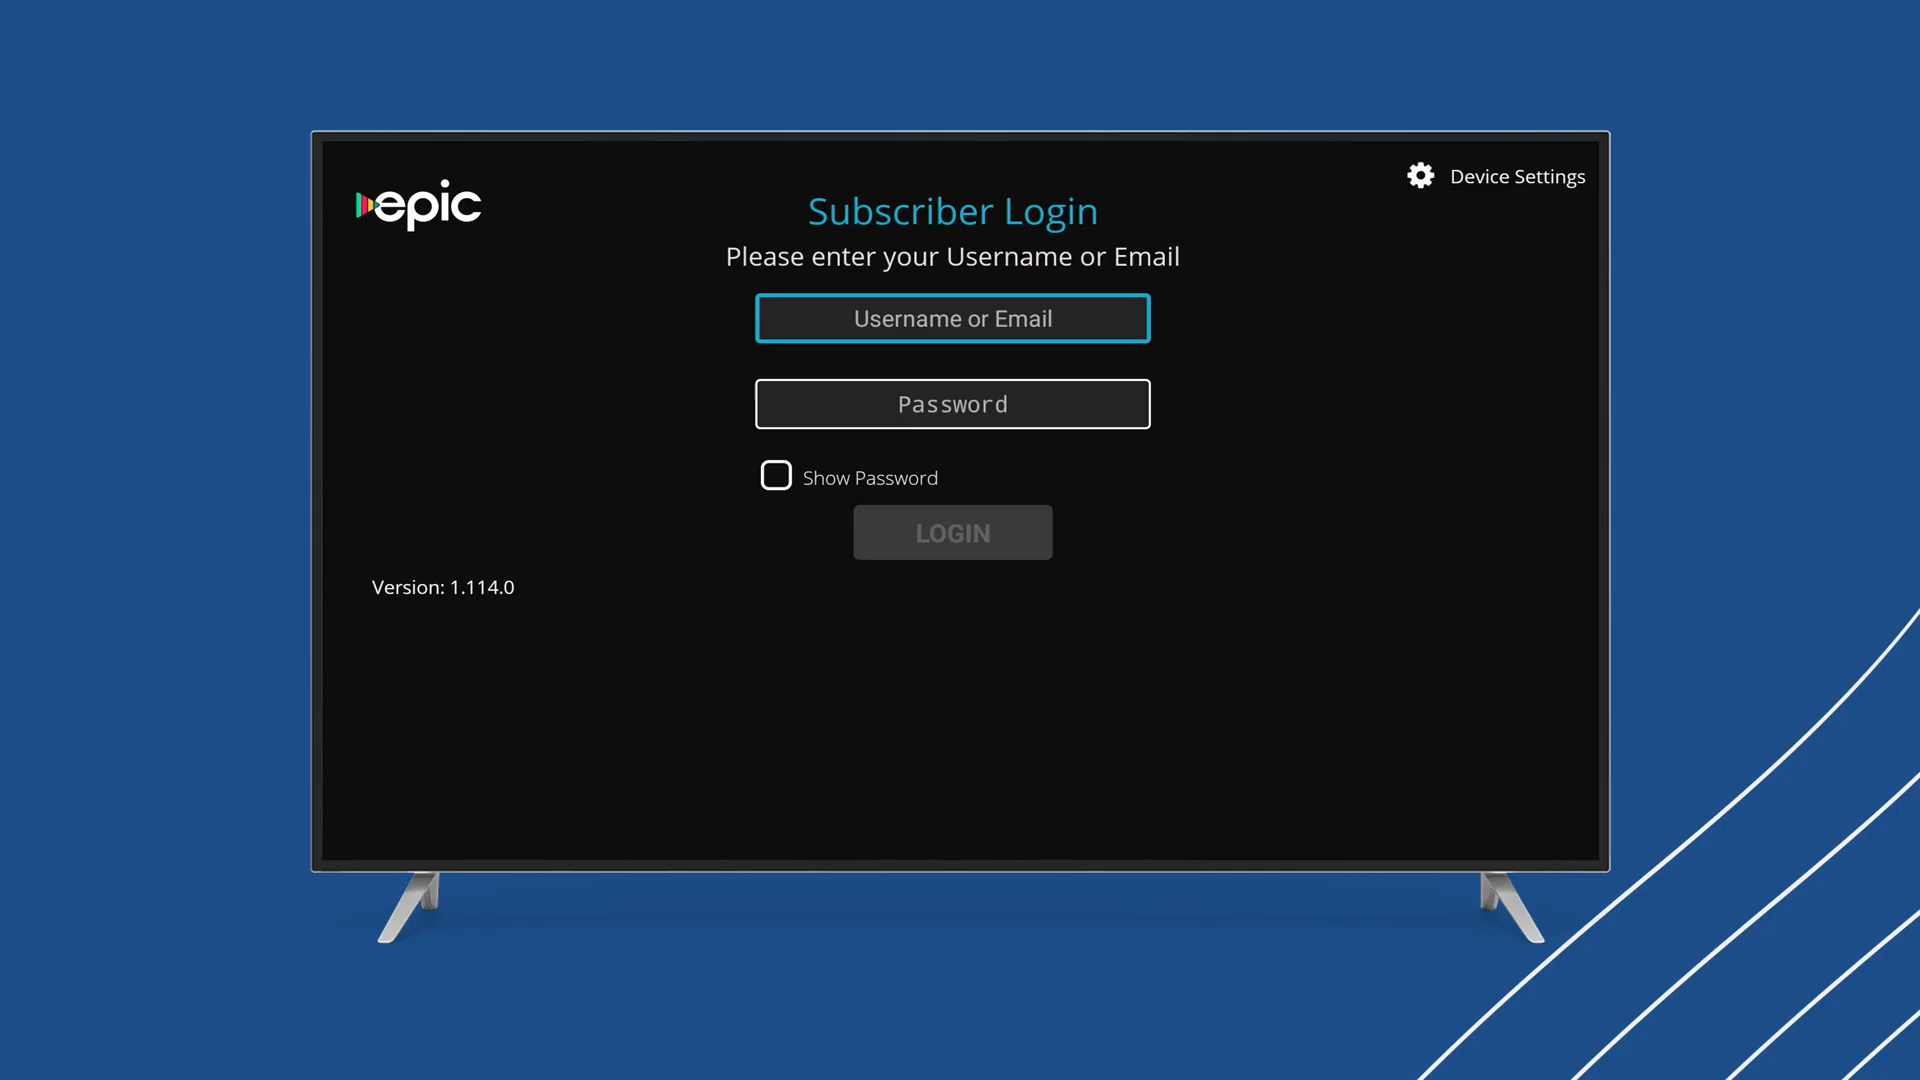 epic
Device Settings
Subscriber Login
Please enter your Username or Email
Username or Email
Password
Show Password
LOGIN
Version: 1.114.0